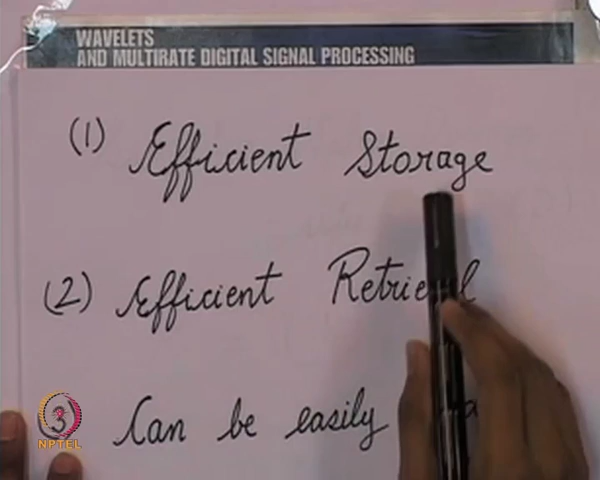 WAVELETS
AND MULTIRATE DIGITAL SIGNAL PROCESSING
(1) Efficient Storage
(2) Efficient
Can be easily
NPTEL